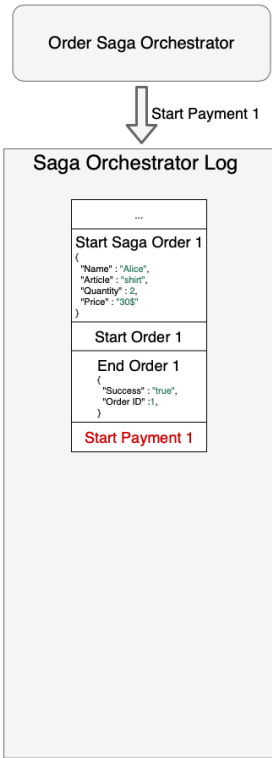 Order Saga Orchestrator
Start Payment 1
Saga Orchestrator Log
...
Start Saga Order 1
{
"Name" : "Alice",
"Article" : "shirt",
"Quantity" : 2,
"Price" : "30$"
}
Start Order 1
End Order 1
{
"Success" : "true",
"Order ID" :1,
}
Start Payment 1